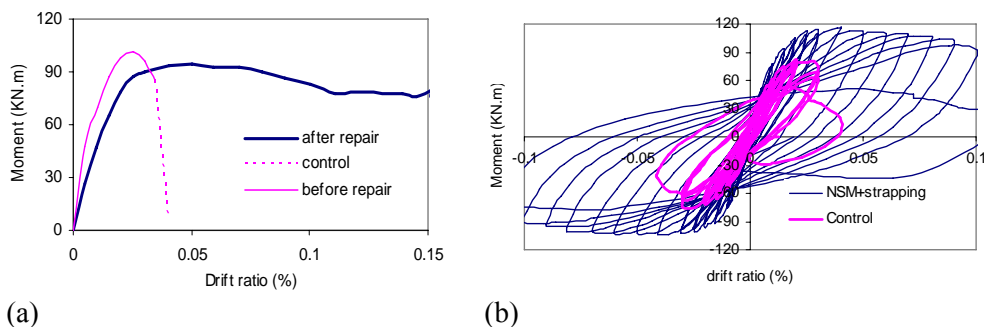 120
90
60
30
0
Moment (KN.m)
after repair
control
before repair
0
0.05
0.1
0.15
Drift ratio (%)
(a)
120
90
60
30
0
-30
-60
-90
-120
Moment (KN.m)
-0.1
-0.05
0
0.05
0.1
NSM+strapping
Control
drift ratio (%)
(b)